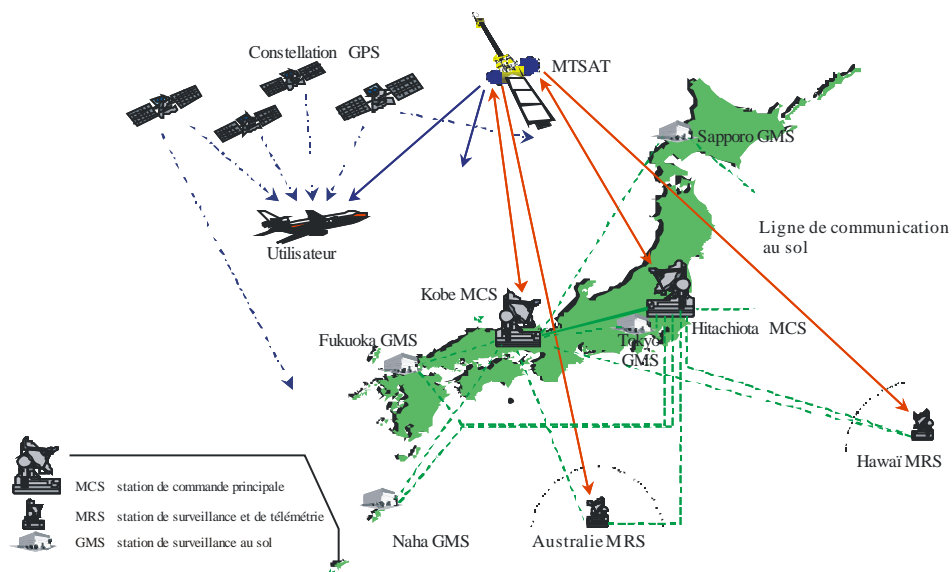 Constellation GPS
MTSAT
Sapporo GMS
Utilisateur
Ligne de communication
au sol
Kobe MCS
Hitachiota MCS
Fukuoka GMS
Tokyo
GMS
Hawaï MRS
MCS station de commande principale
MRS station de surveillance et de télémétrie
GMS station de surveillance au sol
Naha GMS
Australie MRS